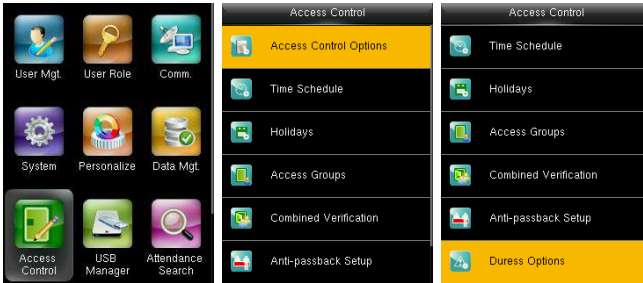 User Mgt.
User Role
Comm.
System
Personalize
Data Mgt.
Access
Control
USB
Manager
Attendance
Search
Access Control
Access Control Options
Time Schedule
Holidays
Access Groups
Combined Verification
Anti-passback Setup
Access Control
Time Schedule
Holidays
Access Groups
Combined Verification
Anti-passback Setup
Duress Options